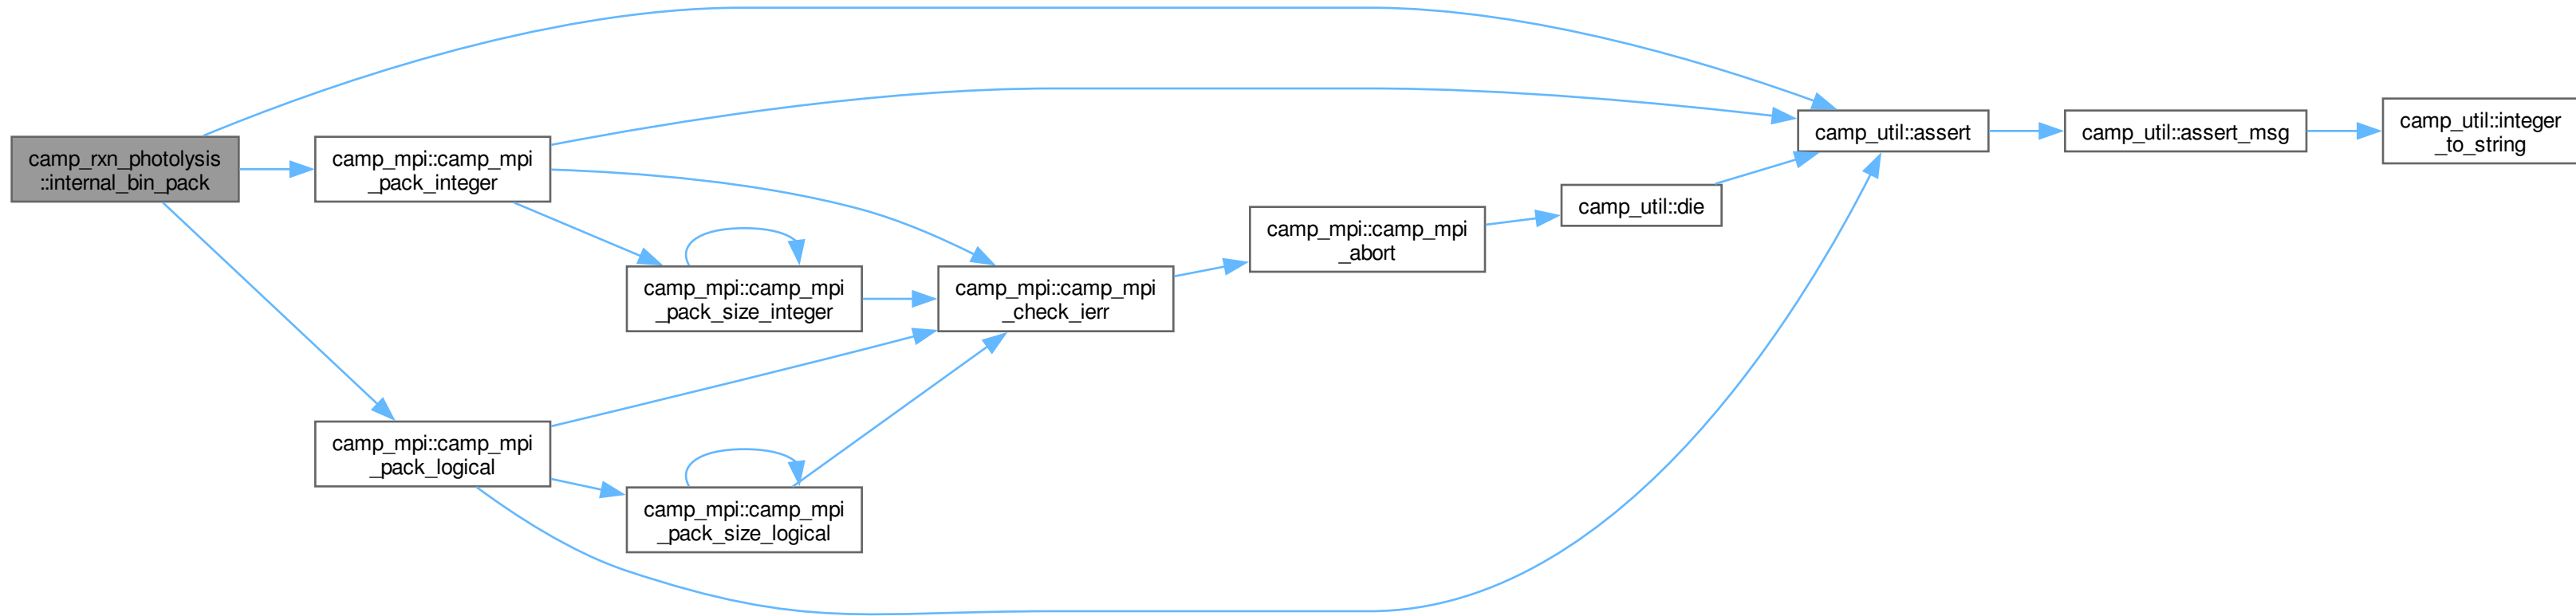 camp_rxn_photolysis
::internal_bin_pack
camp_mpi::camp_mpi
_pack_integer
camp_mpi::camp_mpi
_pack_logical
camp_mpi::camp_mpi
_pack_size_integer
camp_mpi::camp_mpi
_pack_size_logical
camp_mpi::camp_mpi
_check_ierr
camp_mpi::camp_mpi
_abort
camp_util::die
camp_util::assert
camp_util::assert_msg
camp_util::integer
_to_string